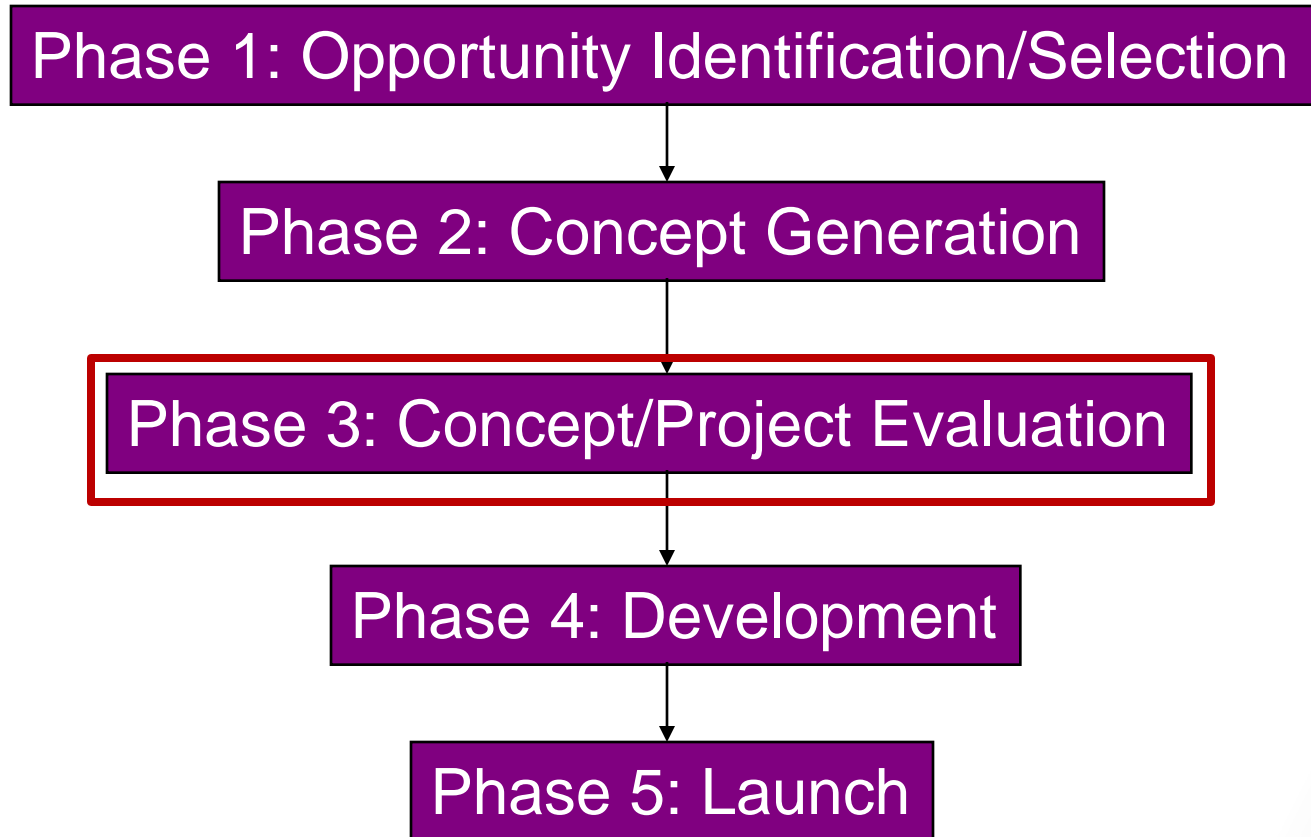 Phase 1: Opportunity Identification/Selection
Phase 2: Concept Generation
Phase 3: Concept/Project Evaluation
Phase 4: Development
Phase 5: Launch